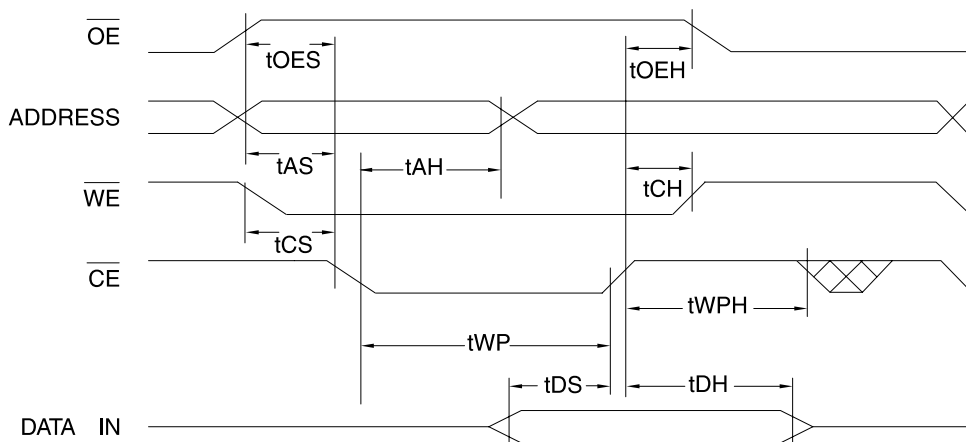 OE
tOES
tOEH
ADDRESS
tAS
tAH
WE
tCH
tCS
CE
tWPH
tWP
tDS
tDH
DATA IN